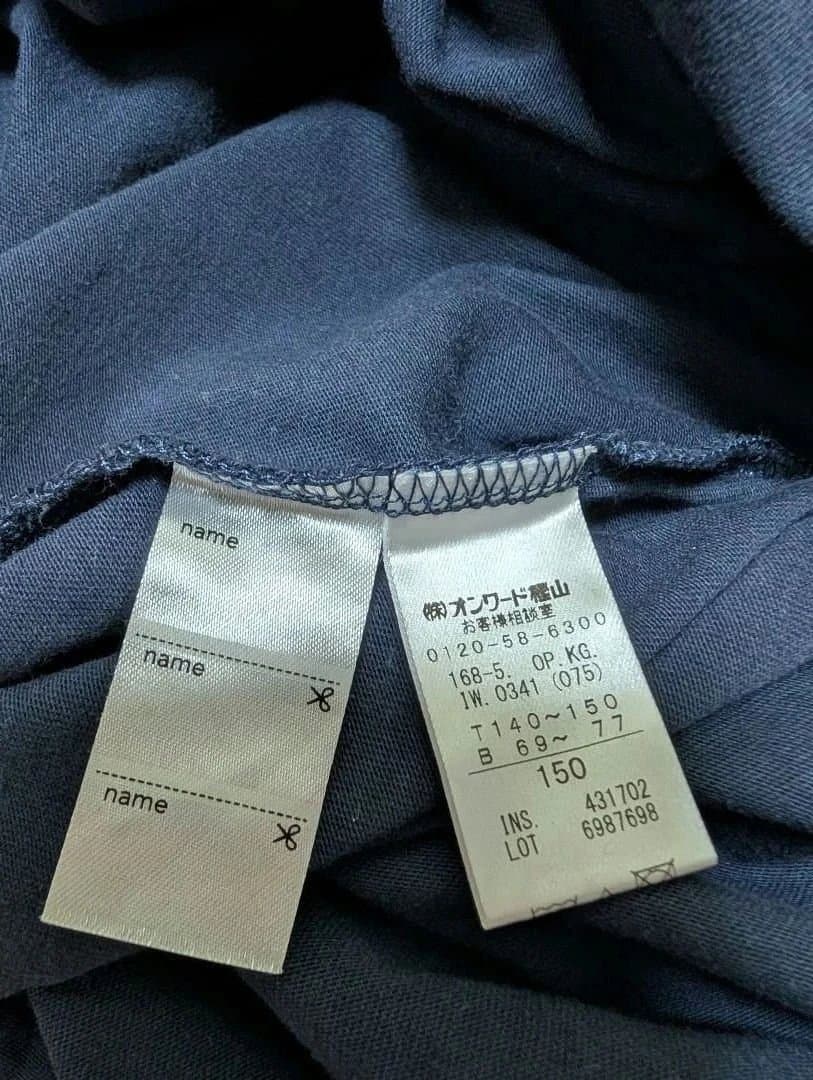 name
name
name
(株)オンワード樫山
お客様相談室
0120-58-6300
168-5. OP.KG.
IW. 0341 (075)
T140〜150
B 69〜 77
150
INS. 431702
LOT 6987698